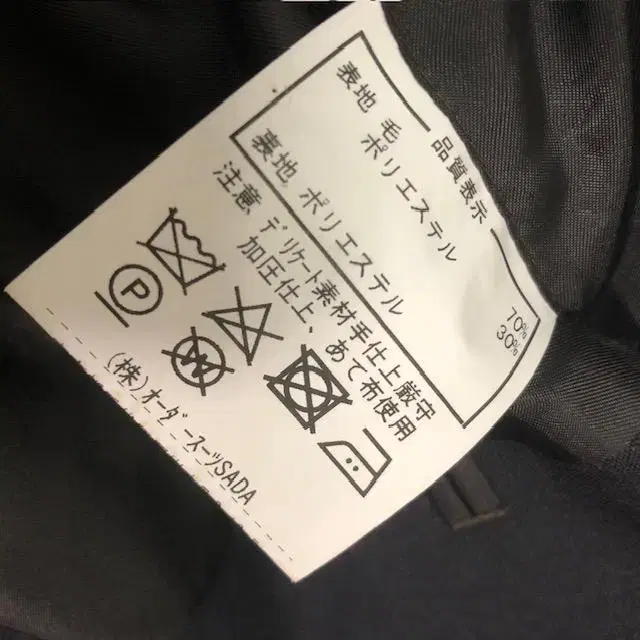 品質表示
表地 毛 70%
ポリエステル 30%
裏地 ポリエステル
注意 デリケート素材手仕上厳守
加圧仕上、あて布使用
P
W
(株)オーダースーツSADA